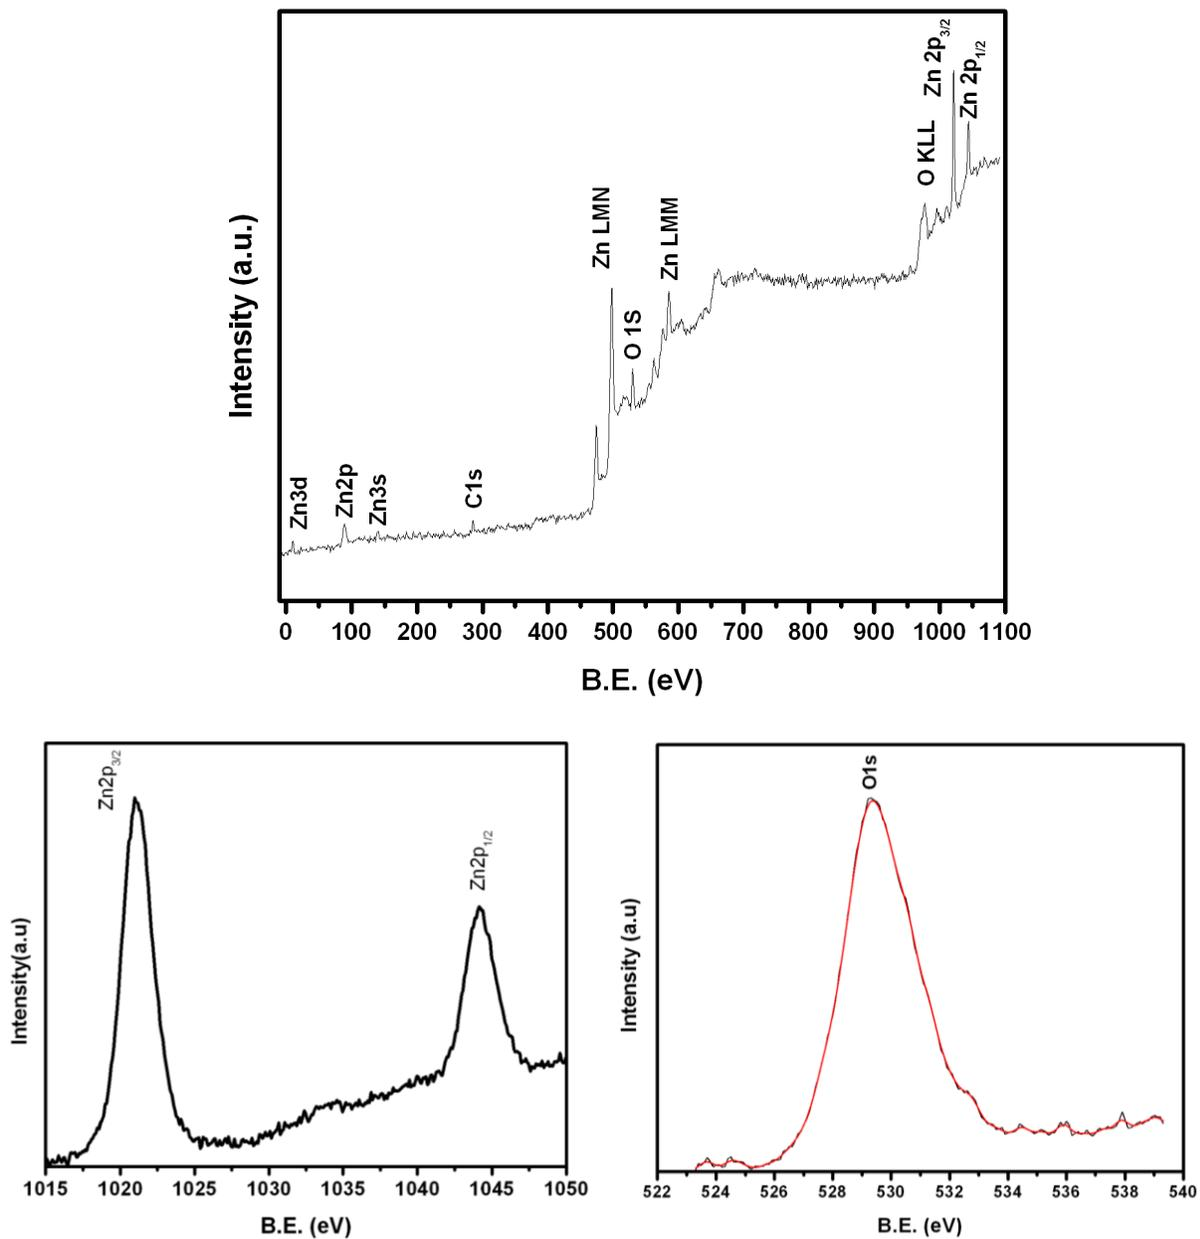 Intensity (a.u.)
Zn3d
Zn2p
Zn3s
C1s
Zn LMN
O 1S
Zn LMM
O KLL
Zn 2p3/2
Zn 2p1/2
0 100 200 300 400 500 600 700 800 900 1000 1100
B.E. (eV)
Intensity(a.u)
Zn2p3/2
Zn2p1/2
1015 1020 1025 1030 1035 1040 1045 1050
B.E. (eV)
Intensity (a.u)
O1s
522 524 526 528 530 532 534 536 538 540
B.E. (eV)